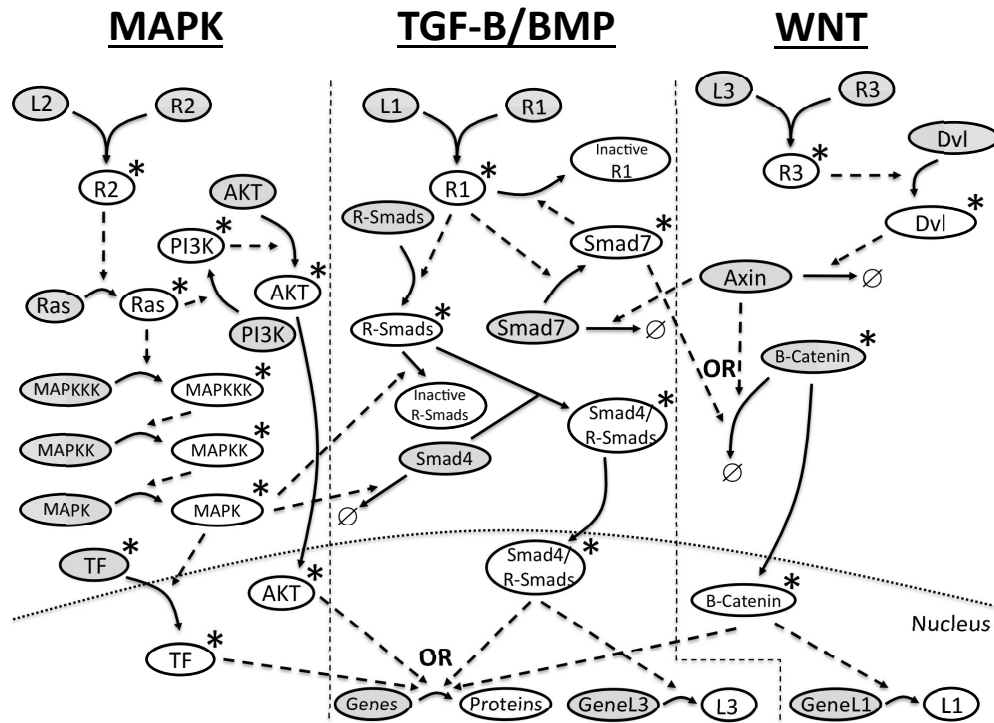 MAPK
TGF-B/BMP
WNT
L2
R2
R2 *
AKT
PI3K *
AKT *
Ras
Ras *
PI3K
MAPKKK
MAPKKK *
MAPKK
MAPKK *
MAPK
MAPK *
TF *
AKT *
TF *
L1
R1
R1 *
Inactive
R1
R-Smads
Smad7 *
R-Smads *
Smad7
∅
Inactive
R-Smads
Smad4/
R-Smads *
Smad4
∅
Smad4/
R-Smads *
OR
Genes
Proteins
GeneL3
L3
L3
R3
R3 *
Dvl
Dvl *
Axin
∅
OR
B-Catenin *
∅
B-Catenin *
Nucleus
GeneL1
L1